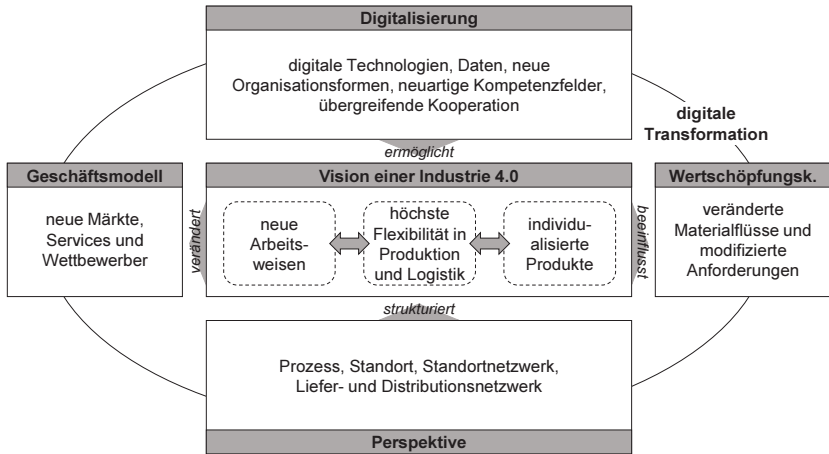 Digitalisierung
digitale Technologien, Daten, neue
Organisationsformen, neuartige Kompetenzfelder,
übergreifende Kooperation
digitale
Transformation
ermöglicht
Geschäftsmodell
neue Märkte,
Services und
Wettbewerber
verändert
Vision einer Industrie 4.0
neue
Arbeits-
weisen
höchste
Flexibilität in
Produktion
und Logistik
individu-
alisierte
Produkte
beeinflusst
Wertschöpfungsk.
veränderte
Materialflüsse und
modifizierte
Anforderungen
strukturiert
Prozess, Standort, Standortnetzwerk,
Liefer- und Distributionsnetzwerk
Perspektive